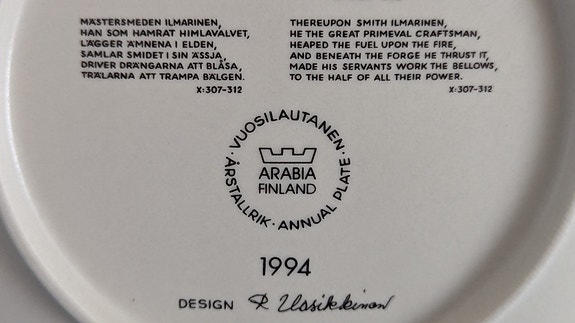 MÄSTERSMEDEN ILMARINEN,
HAN SOM HAMRAT HIMLAVALVET,
LÄGGER ÄMNENA I ELDEN,
SAMLAR SMIDET I SIN ÄSSJA,
DRIVER DRÄNGARNA ATT BLÅSA,
TRÄLARNA ATT TRAMPA BÄLGEN.
X:307-312
THEREUPON SMITH ILMARINEN,
HE THE GREAT PRIMEVAL CRAFTSMAN,
HEAPED THE FUEL UPON THE FIRE,
AND BENEATH THE FORGE HE THRUST IT,
MADE HIS SERVANTS WORK THE BELLOWS,
TO THE HALF OF ALL THEIR POWER.
X:307-312
· VUOSILAUTANEN ·
ÅRSTALLRIK · ANNUAL PLATE
ARABIA
FINLAND
1994
DESIGN R Uosikkinen